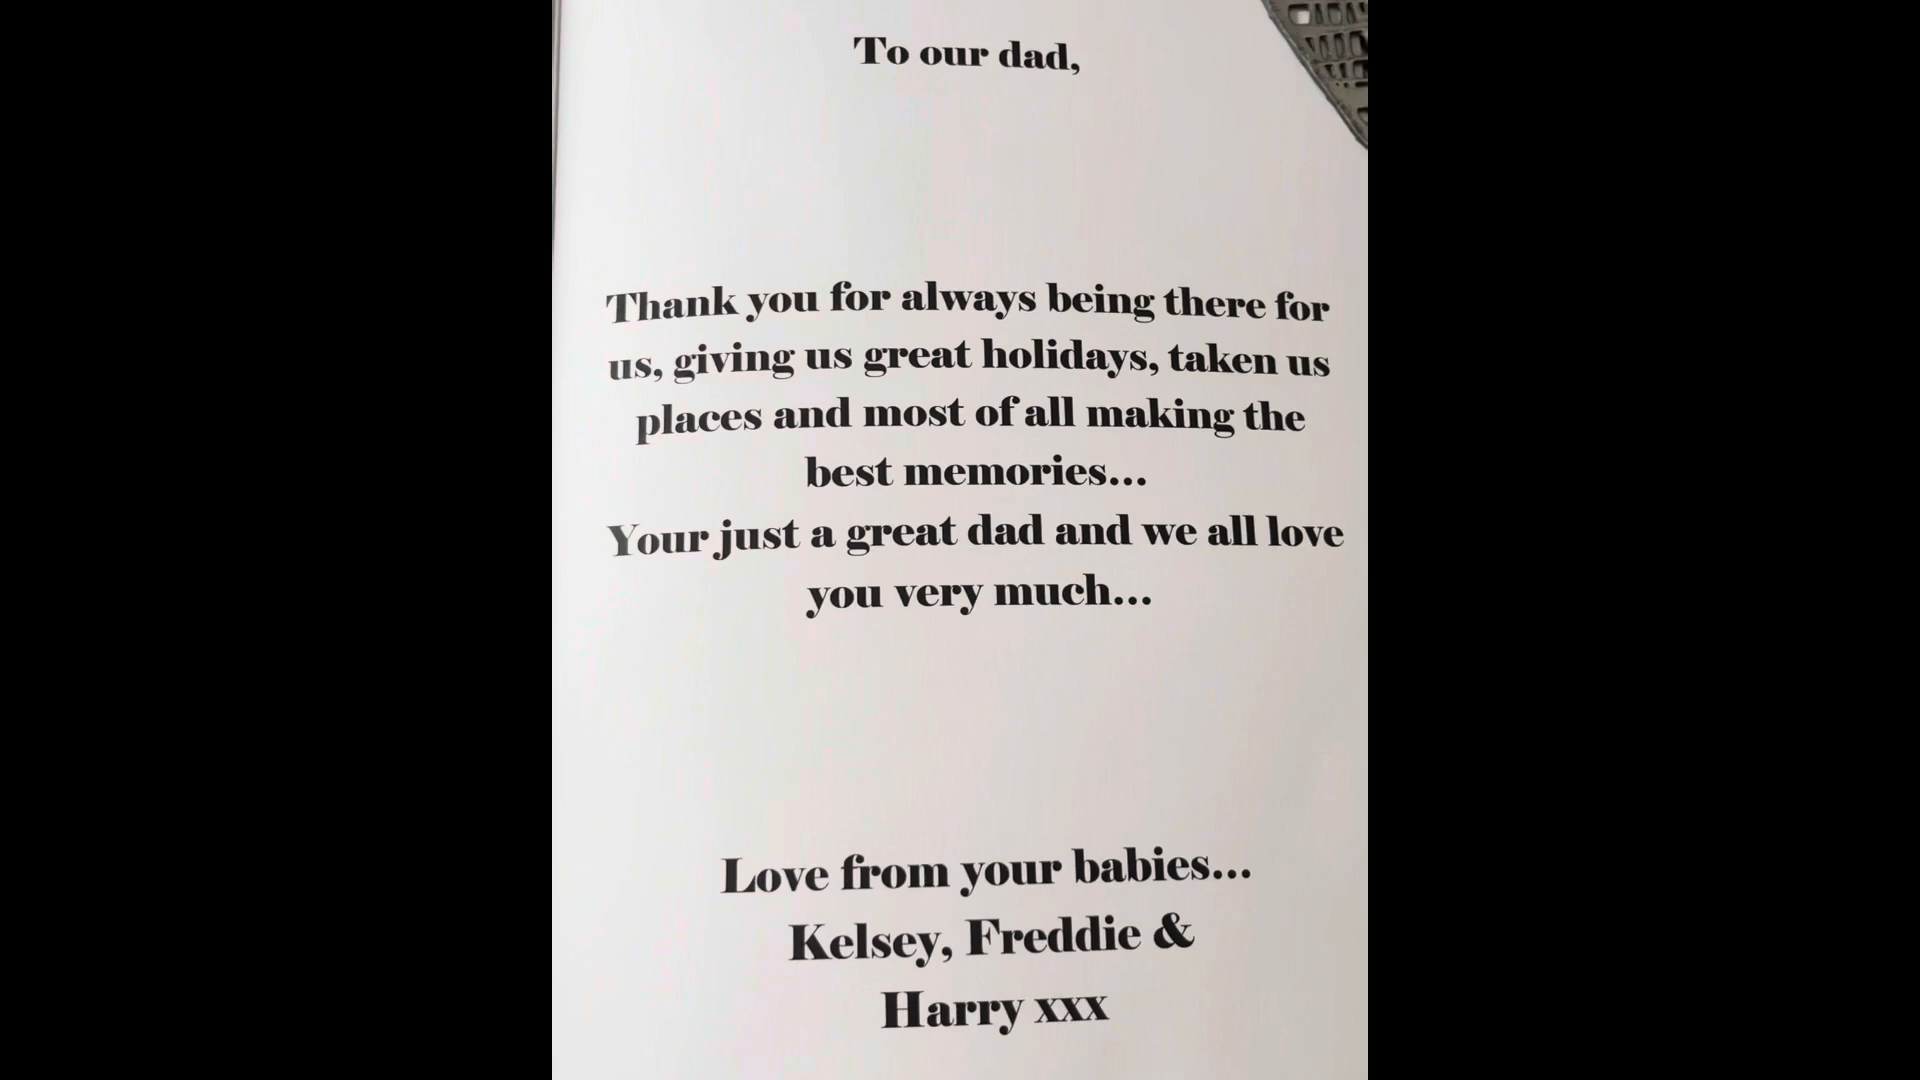 To our dad,
Thank you for always being there for
us, giving us great holidays, taken us
places and most of all making the
best memories...
Your just a great dad and we all love
you very much...
Love from your babies...
Kelsey, Freddie &
Harry xxx